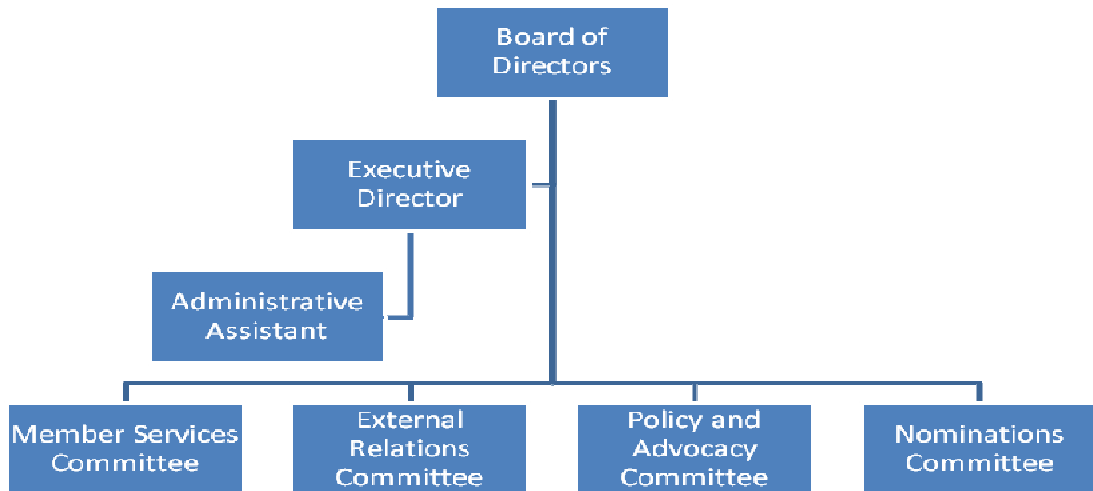 Board of
Directors
Executive
Director
Administrative
Assistant
Member Services
Committee
External
Relations
Committee
Policy and
Advocacy
Committee
Nominations
Committee